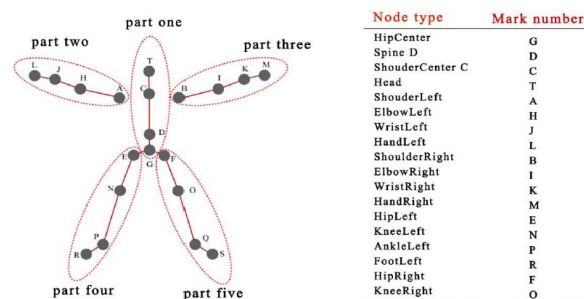 part one
part two
part three
T
L
J
H
A
C
B
I
K
M
D
E
G
F
N
O
P
Q
R
S
part four
part five
Node type Mark number
HipCenter G
Spine D D
ShouderCenter C C
Head T
ShouderLeft A
ElbowLeft H
WristLeft J
HandLeft L
ShoulderRight B
ElbowRight I
WristRight K
HandRight M
HipLeft E
KneeLeft N
AnkleLeft P
FootLeft R
HipRight F
KneeRight O